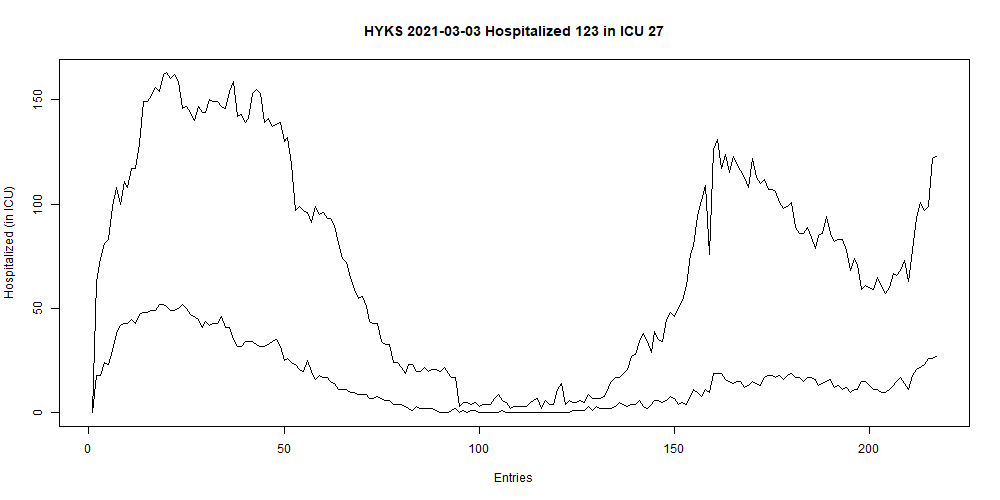 HYKS 2021-03-03 Hospitalized 123 in ICU 27
Hospitalized (in ICU)
150
100
50
0
0 50 100 150 200
Entries